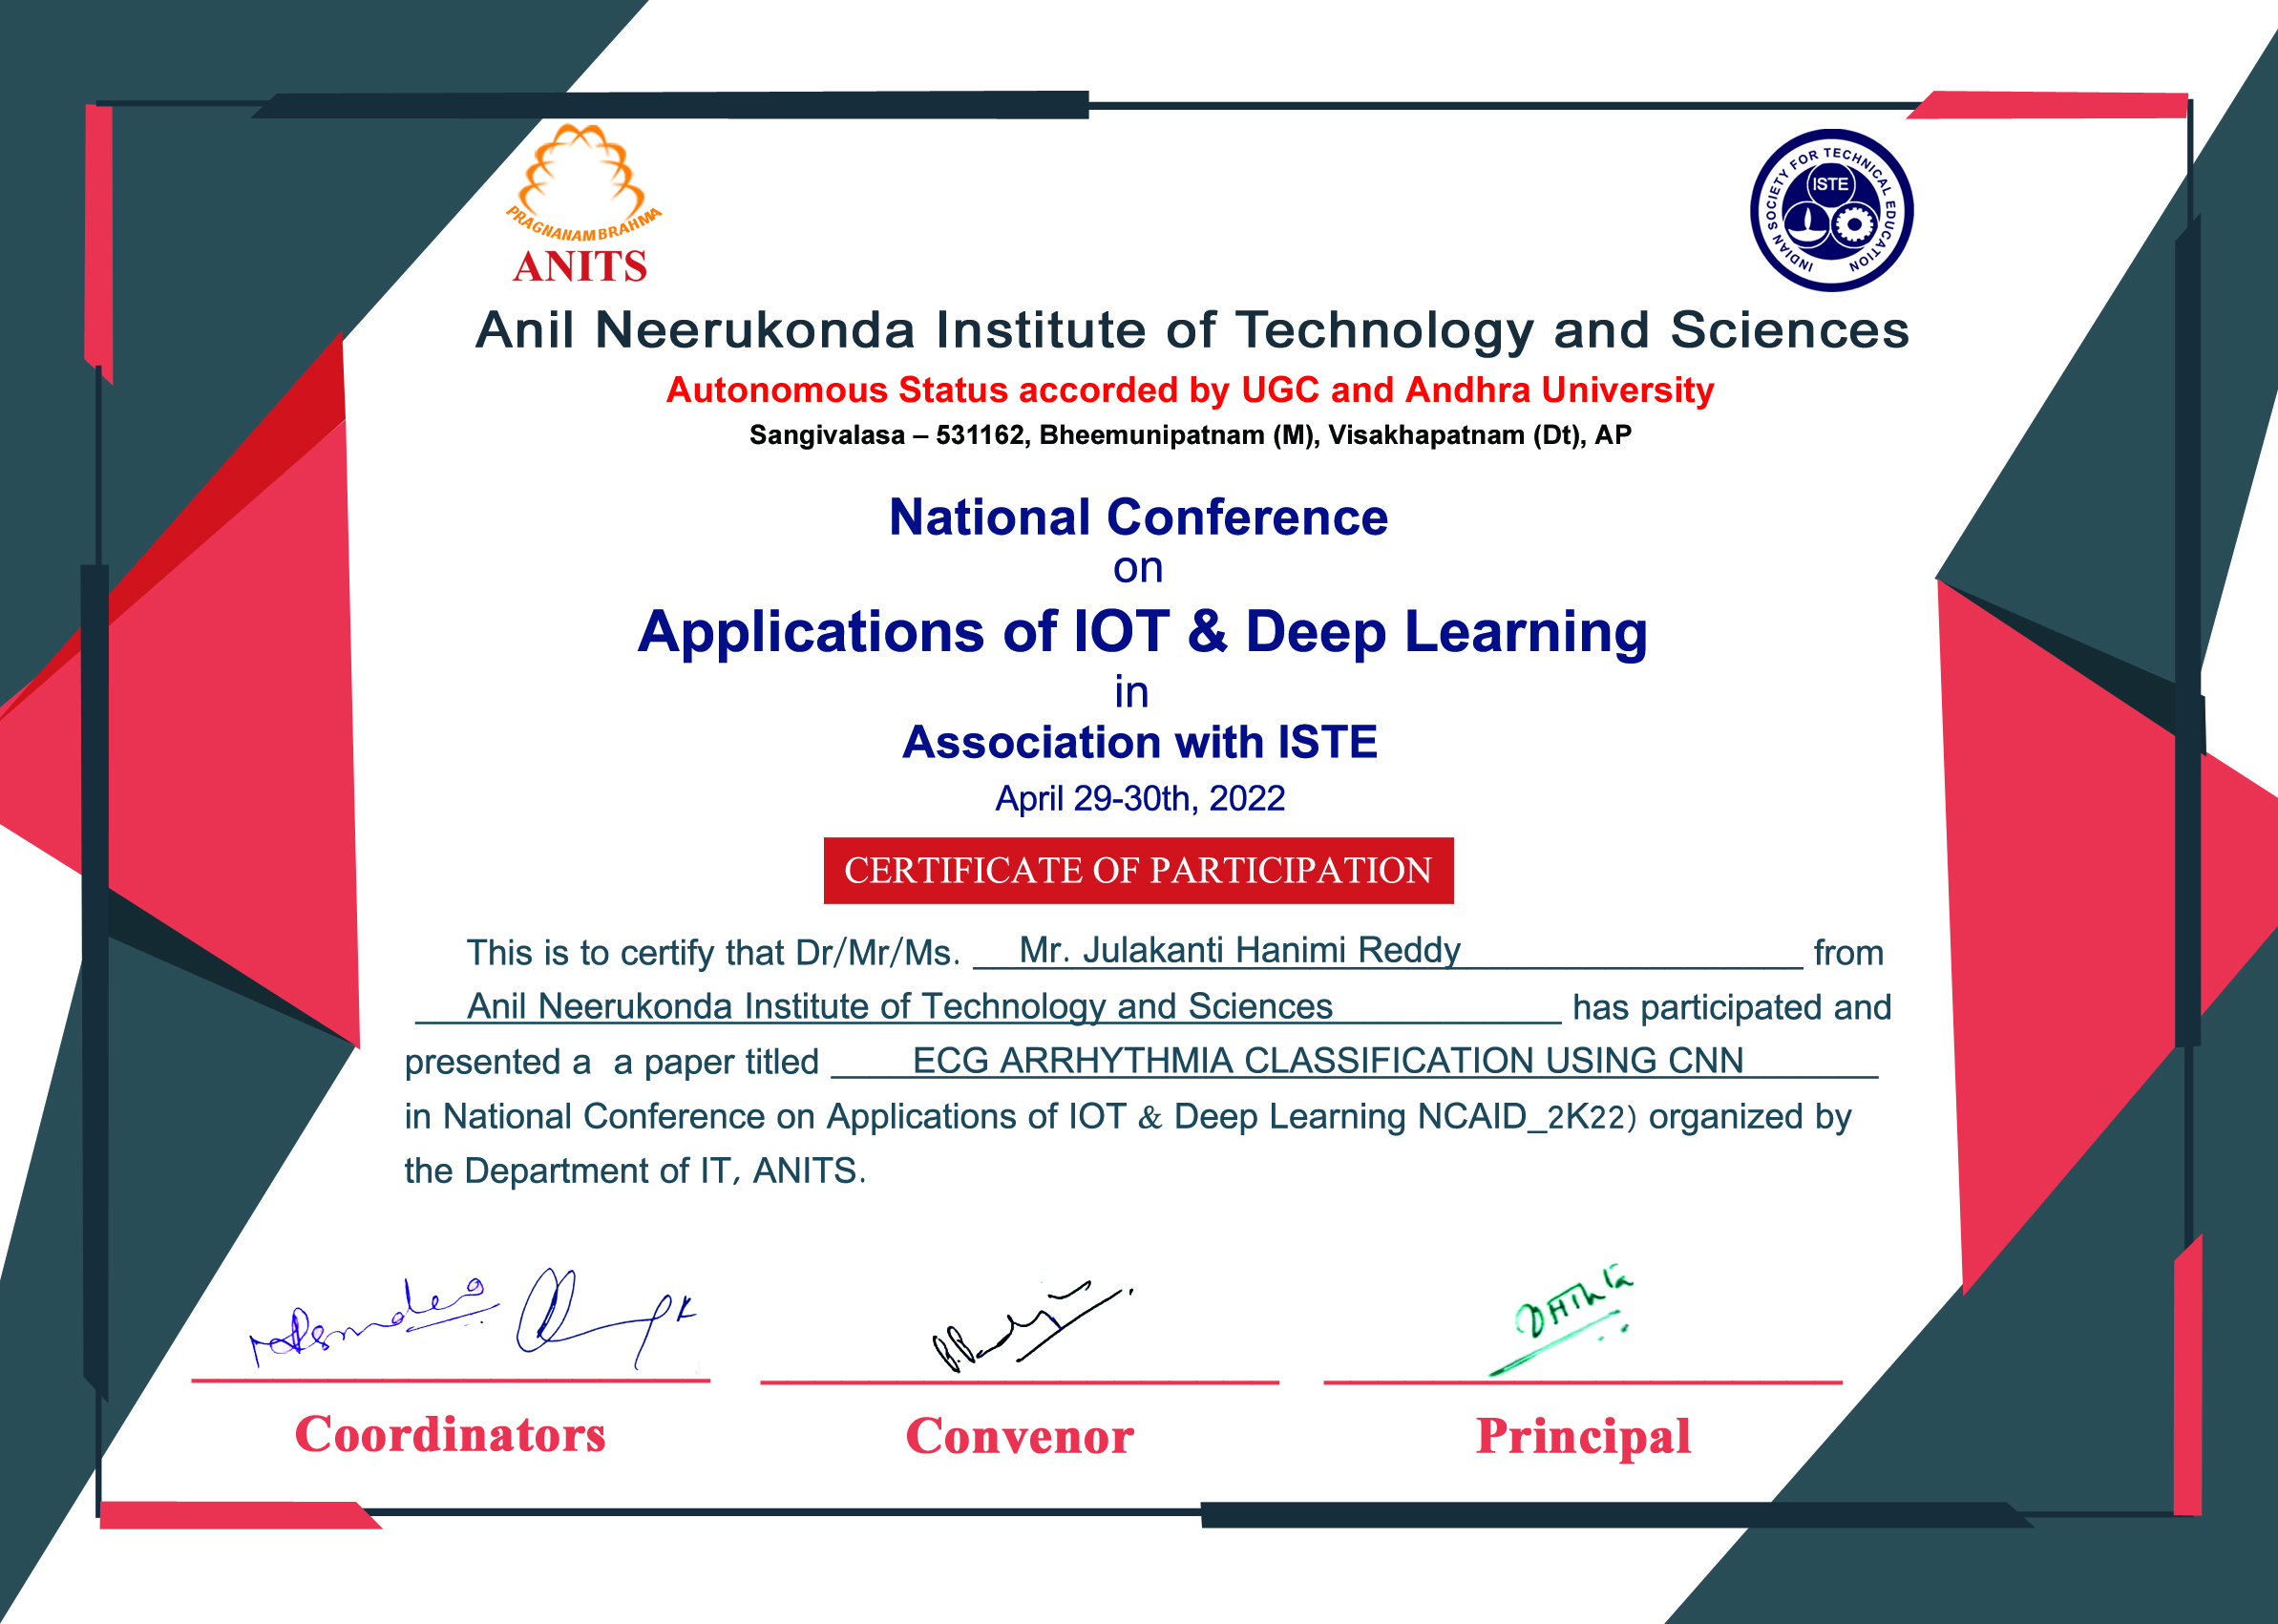 PRAGNANAM BRAHMA
ANITS
INDIAN SOCIETY FOR TECHNICAL EDUCATION
ISTE
Anil Neerukonda Institute of Technology and Sciences
Autonomous Status accorded by UGC and Andhra University
Sangivalasa – 531162, Bheemunipatnam (M), Visakhapatnam (Dt), AP
National Conference
on
Applications of IOT & Deep Learning
in
Association with ISTE
April 29-30th, 2022
CERTIFICATE OF PARTICIPATION
This is to certify that Dr/Mr/Ms. Mr. Julakanti Hanimi Reddy from
Anil Neerukonda Institute of Technology and Sciences has participated and
presented a a paper titled ECG ARRHYTHMIA CLASSIFICATION USING CNN
in National Conference on Applications of IOT & Deep Learning NCAID_2K22) organized by
the Department of IT, ANITS.
Coordinators
Convenor
Principal